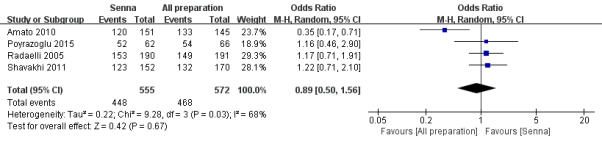 Senna All preparation Odds Ratio Odds Ratio
Study or Subgroup Events Total Events Total Weight M-H, Random, 95% CI M-H, Random, 95% CI
Amato 2010 120 151 133 145 23.7% 0.35 [0.17, 0.71]
Poyrazoglu 2015 52 62 54 66 18.4% 1.16 [0.46, 2.90]
Radaelli 2005 153 190 149 191 29.5% 1.17 [0.71, 1.91]
Shavakhi 2011 123 152 132 170 28.4% 1.22 [0.71, 2.10]
Total (95% CI) 555 572 100.0% 0.89 [0.50, 1.56]
Total events 448 468
Heterogeneity: Tau² = 0.22; Chi² = 9.28, df = 3 (P = 0.03); I² = 68%
Test for overall effect: Z = 0.42 (P = 0.67)
0.05 0.2 1 5 20
Favours [All preparation] Favours [Senna]